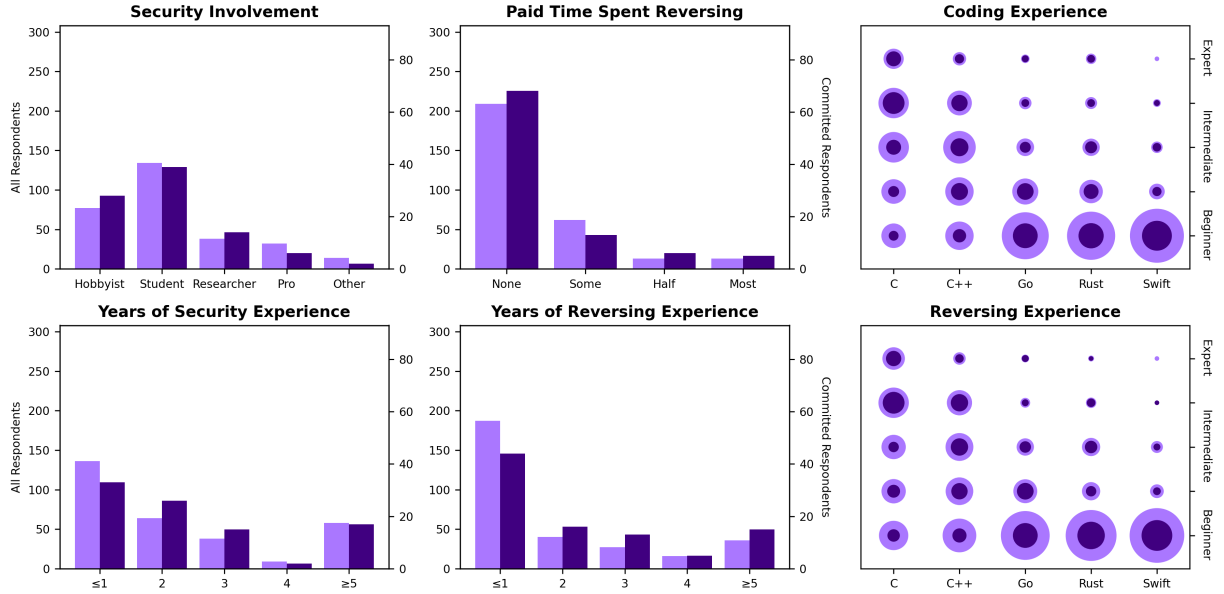 Security Involvement
300
250
200
150
100
50
0
All Respondents
80
60
40
20
0
Hobbyist Student Researcher Pro Other
Paid Time Spent Reversing
300
250
200
150
100
50
0
80
60
40
20
0
Committed Respondents
None Some Half Most
Coding Experience
Expert
Intermediate
Beginner
C C++ Go Rust Swift
Years of Security Experience
300
250
200
150
100
50
0
All Respondents
80
60
40
20
0
≤1 2 3 4 ≥5
Years of Reversing Experience
300
250
200
150
100
50
0
80
60
40
20
0
Committed Respondents
≤1 2 3 4 ≥5
Reversing Experience
Expert
Intermediate
Beginner
C C++ Go Rust Swift